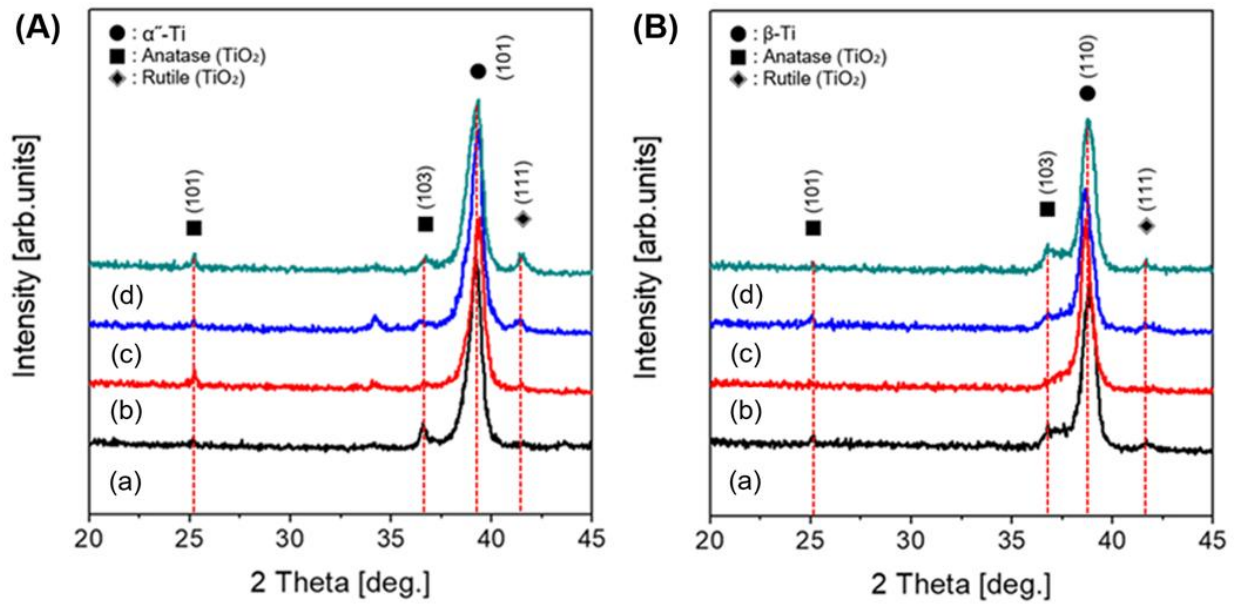 (A)
● : α˝-Ti
■ : Anatase (TiO₂)
◆ : Rutile (TiO₂)
(101)
(101)
(103)
(111)
(d)
(c)
(b)
(a)
Intensity [arb.units]
20 25 30 35 40 45
2 Theta [deg.]
(B)
● : β-Ti
■ : Anatase (TiO₂)
◆ : Rutile (TiO₂)
(110)
(101)
(103)
(111)
(d)
(c)
(b)
(a)
Intensity [arb.units]
20 25 30 35 40 45
2 Theta [deg.]